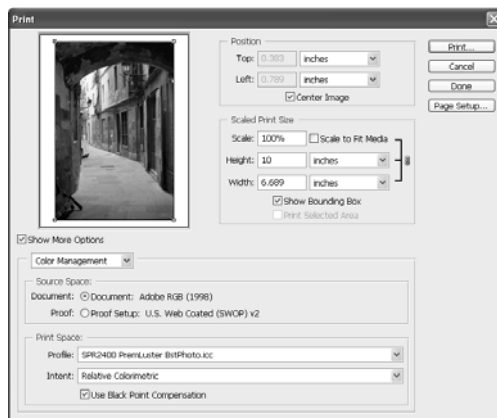 Print
Position
Top: 0.383 inches
Left: 0.789 inches
Center Image
Print...
Cancel
Done
Page Setup...
Scaled Print Size
Scale: 100% Scale to Fit Media
Height: 10 inches
Width: 6.689 inches
Show Bounding Box
Print Selected Area
Show More Options
Color Management
Source Space:
Document: Document: Adobe RGB (1998)
Proof: Proof Setup: U.S. Web Coated (SWOP) v2
Print Space:
Profile: SPR2400 PremLuster BstPhoto.icc
Intent: Relative Colorimetric
Use Black Point Compensation